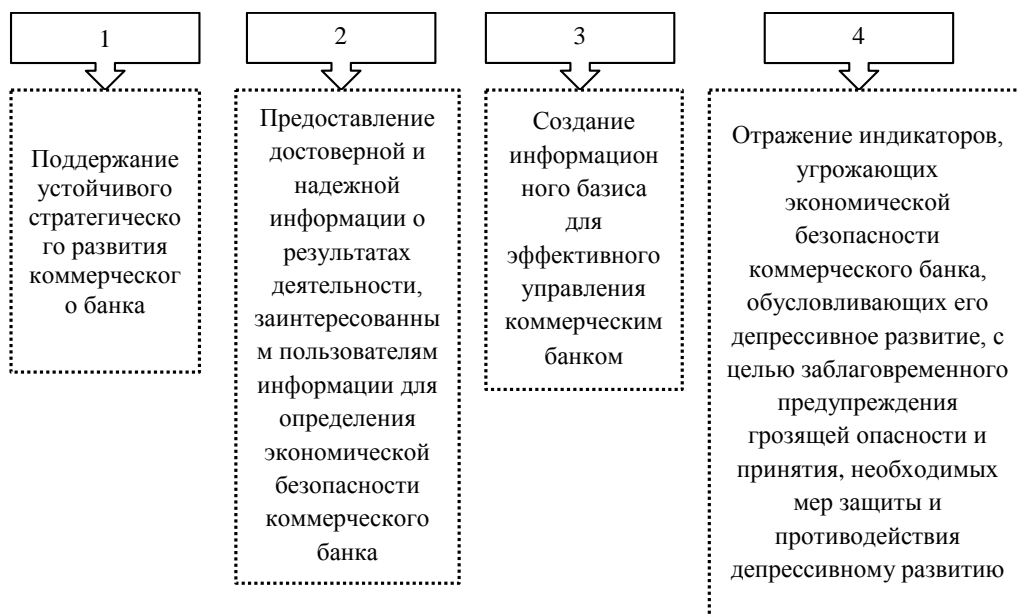 1
Поддержание
устойчивого
стратегическо
го развития
коммерческог
о банка
2
Предоставление
достоверной и
надежной
информации о
результатах
деятельности,
заинтересованны
м пользователям
информации для
определения
экономической
безопасности
коммерческого
банка
3
Создание
информацион
ного базиса
для
эффективного
управления
коммерческим
банком
4
Отражение индикаторов,
угрожающих
экономической
безопасности
коммерческого банка,
обусловливающих его
депрессивное развитие, с
целью заблаговременного
предупреждения
грозящей опасности и
принятия, необходимых
мер защиты и
противодействия
депрессивному развитию